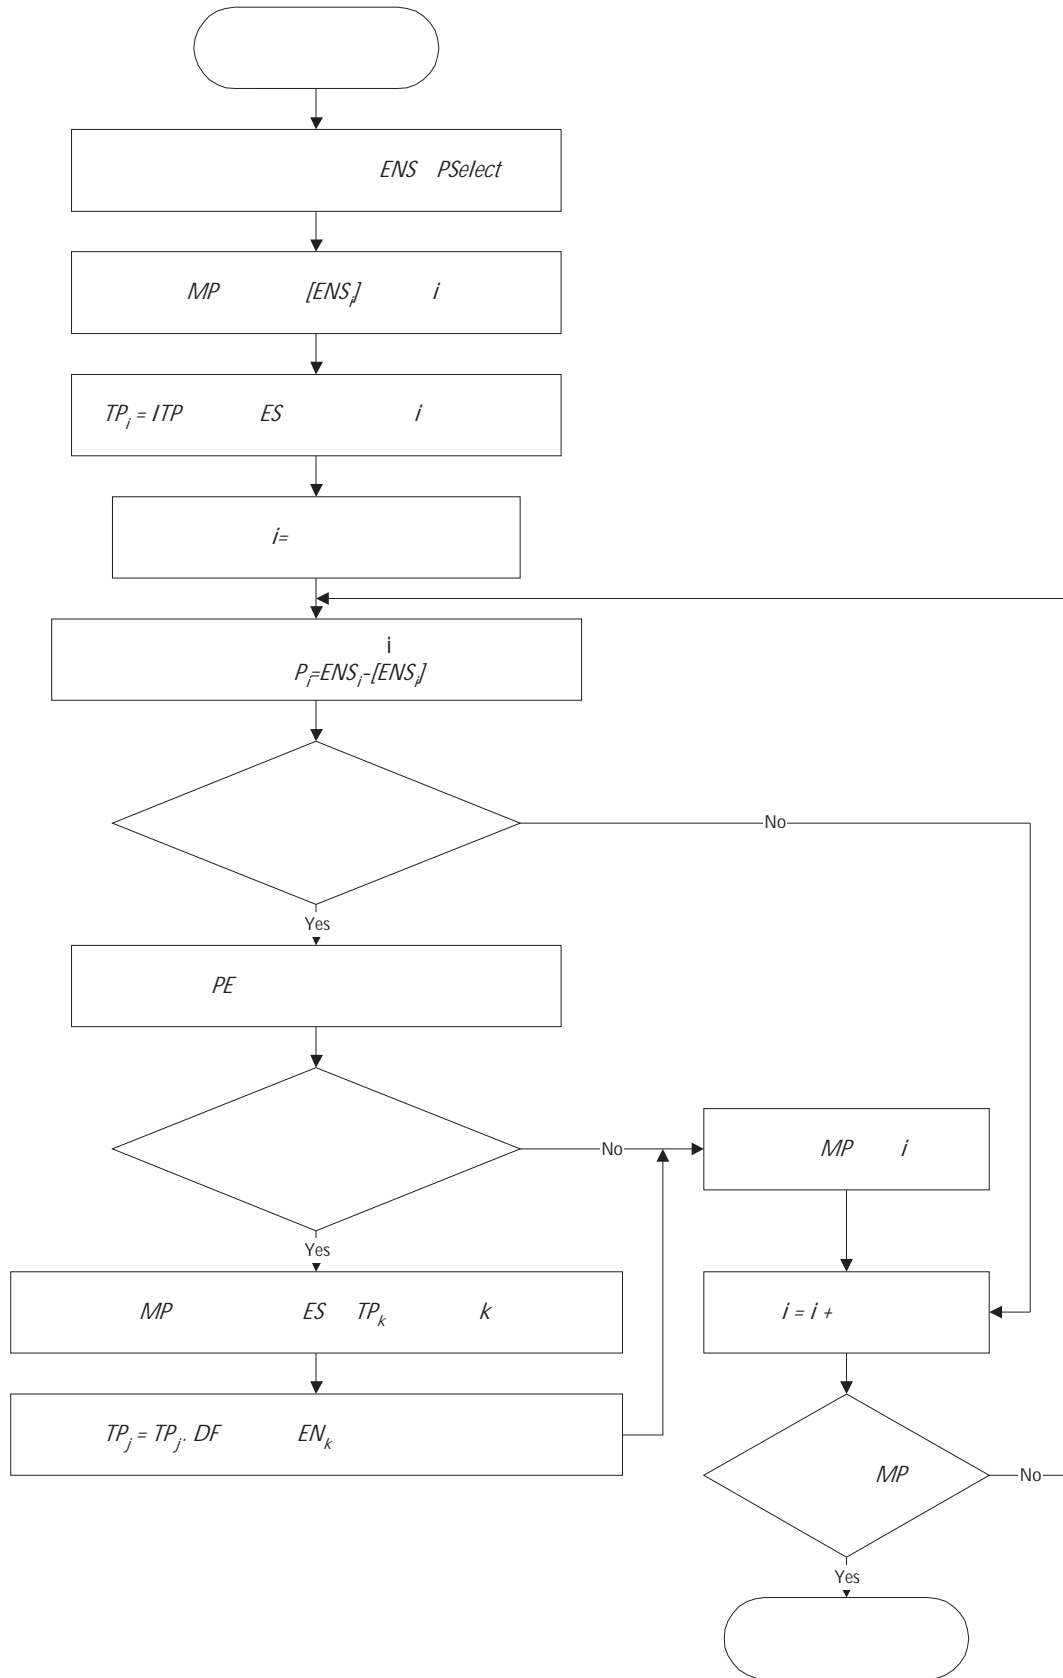 ENS PSelect
MP [ENS_i] i
TP_i = ITP ES i
i=
i
P_i=ENS_i-[ENS_i]
No
Yes
PE
No
MP i
Yes
MP ES TP_k k
i = i +
TP_j = TP_j. DF EN_k
MP
No
Yes